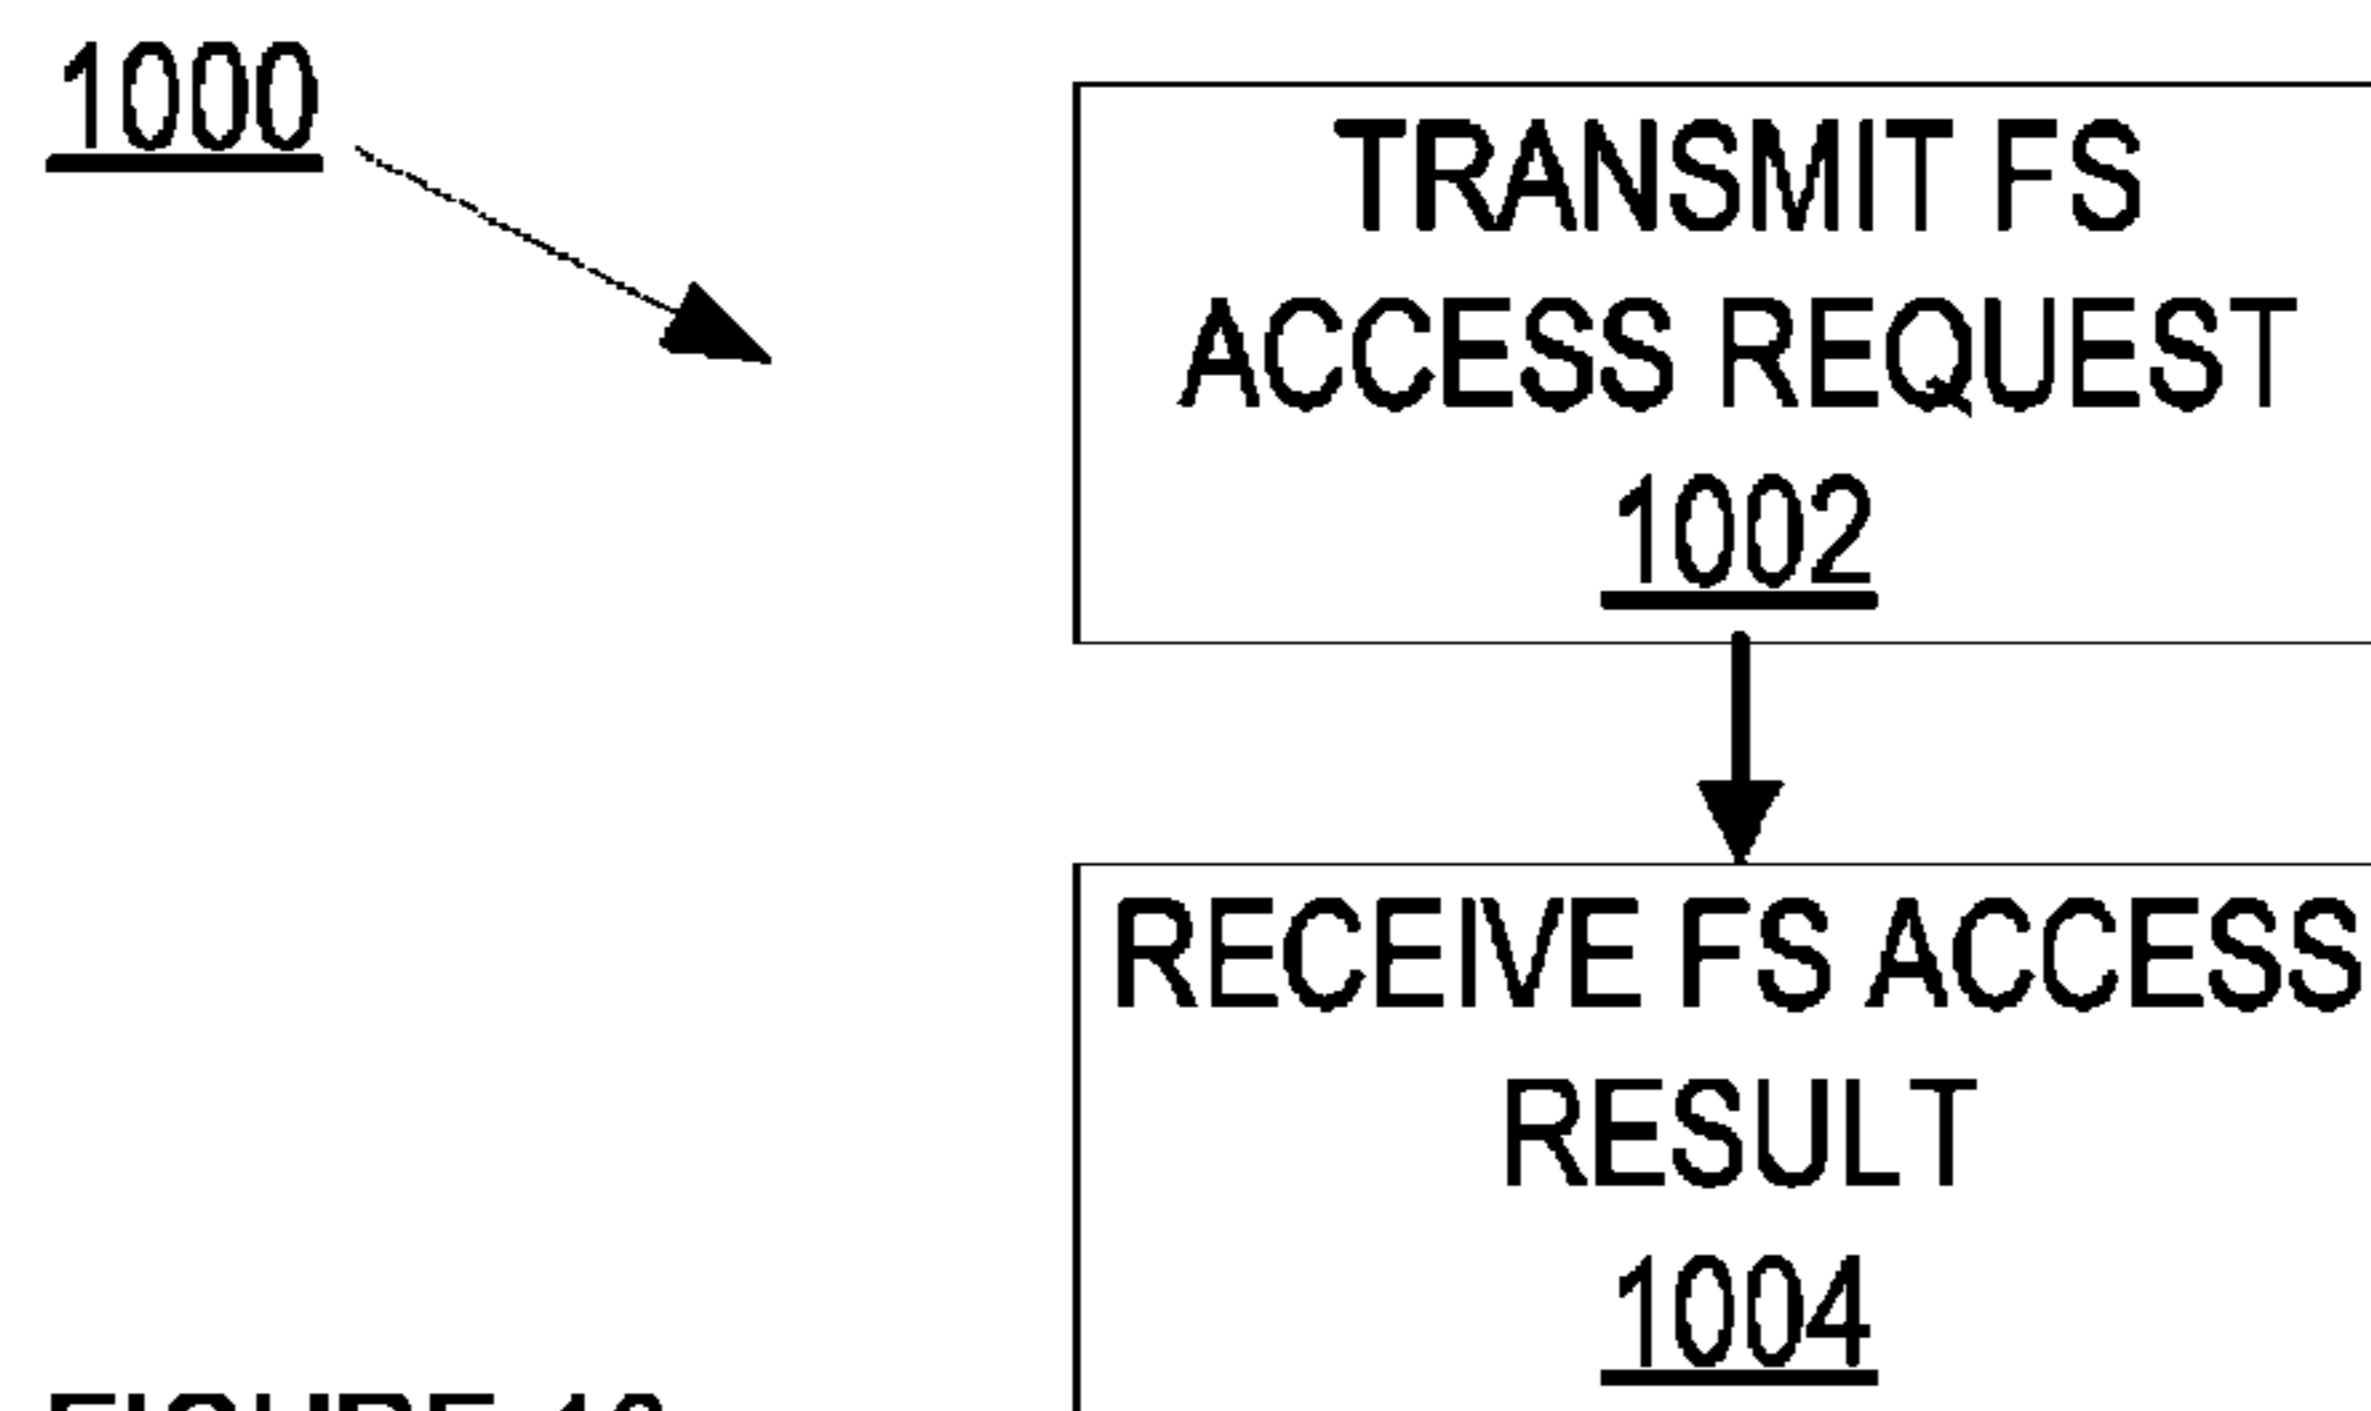 1000
TRANSMIT FS
ACCESS REQUEST
1002
RECEIVE FS ACCESS
RESULT
1004